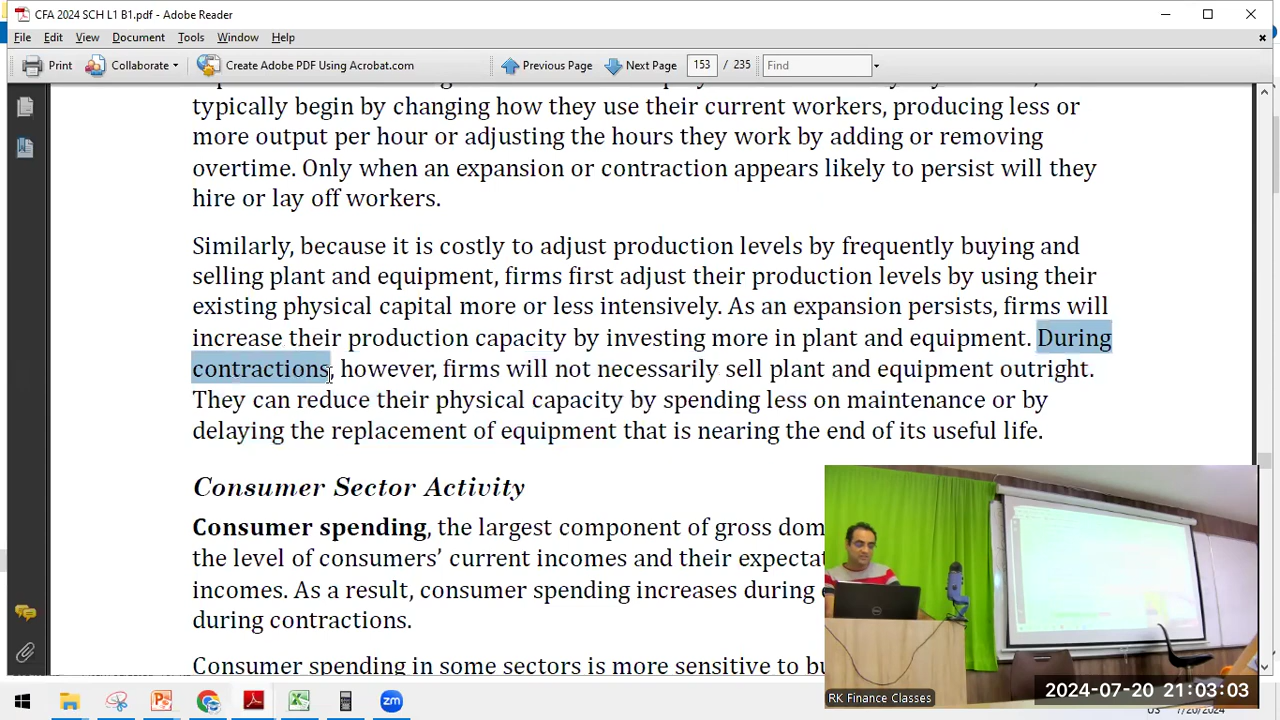 CFA 2024 SCH L1 B1.pdf - Adobe Reader
File Edit View Document Tools Window Help
Print Collaborate Create Adobe PDF Using Acrobat.com Previous Page Next Page 153 / 235 Find
typically begin by changing how they use their current workers, producing less or
more output per hour or adjusting the hours they work by adding or removing
overtime. Only when an expansion or contraction appears likely to persist will they
hire or lay off workers.
Similarly, because it is costly to adjust production levels by frequently buying and
selling plant and equipment, firms first adjust their production levels by using their
existing physical capital more or less intensively. As an expansion persists, firms will
increase their production capacity by investing more in plant and equipment. During
contractions, however, firms will not necessarily sell plant and equipment outright.
They can reduce their physical capacity by spending less on maintenance or by
delaying the replacement of equipment that is nearing the end of its useful life.
Consumer Sector Activity
Consumer spending, the largest component of gross dom
the level of consumers' current incomes and their expectat
incomes. As a result, consumer spending increases during
during contractions.
Consumer spending in some sectors is more sensitive to bu
RK Finance Classes
2024-07-20 21:03:03
US 7/20/2024
zm